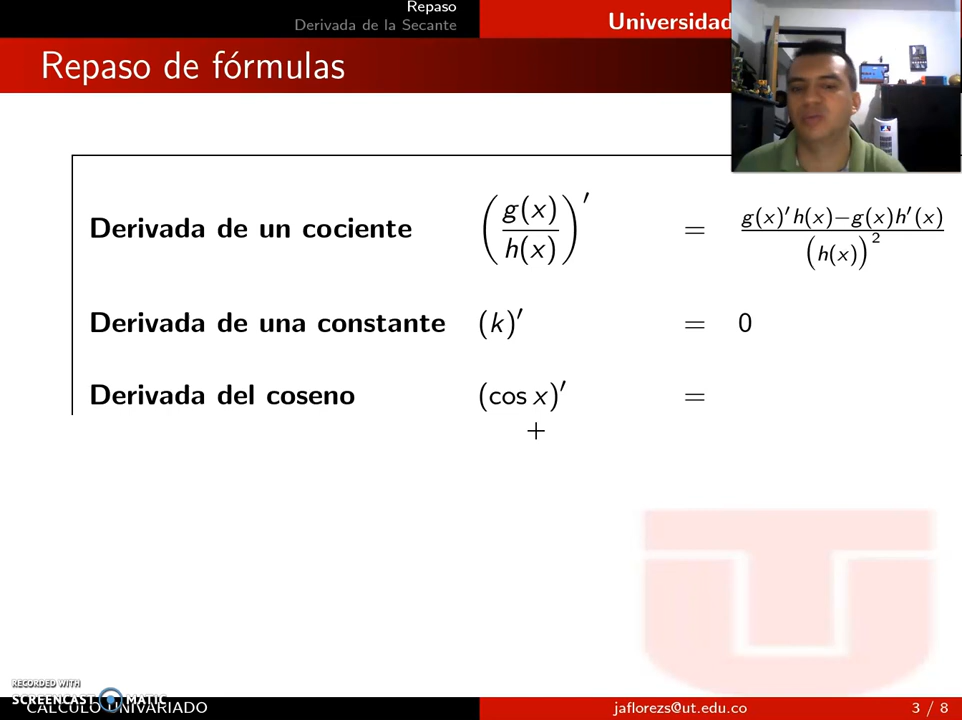 Repaso
Derivada de la Secante
Universidad
Repaso de fórmulas
Derivada de un cociente (g(x)/h(x))′ = g(x)′h(x)−g(x)h′(x)/(h(x))²
Derivada de una constante (k)′ = 0
Derivada del coseno (cos x)′ =
+
RECORDED WITH
SCREENCAST MATIC
CALCULO UNIVARIADO
jaflorezs@ut.edu.co
3 / 8